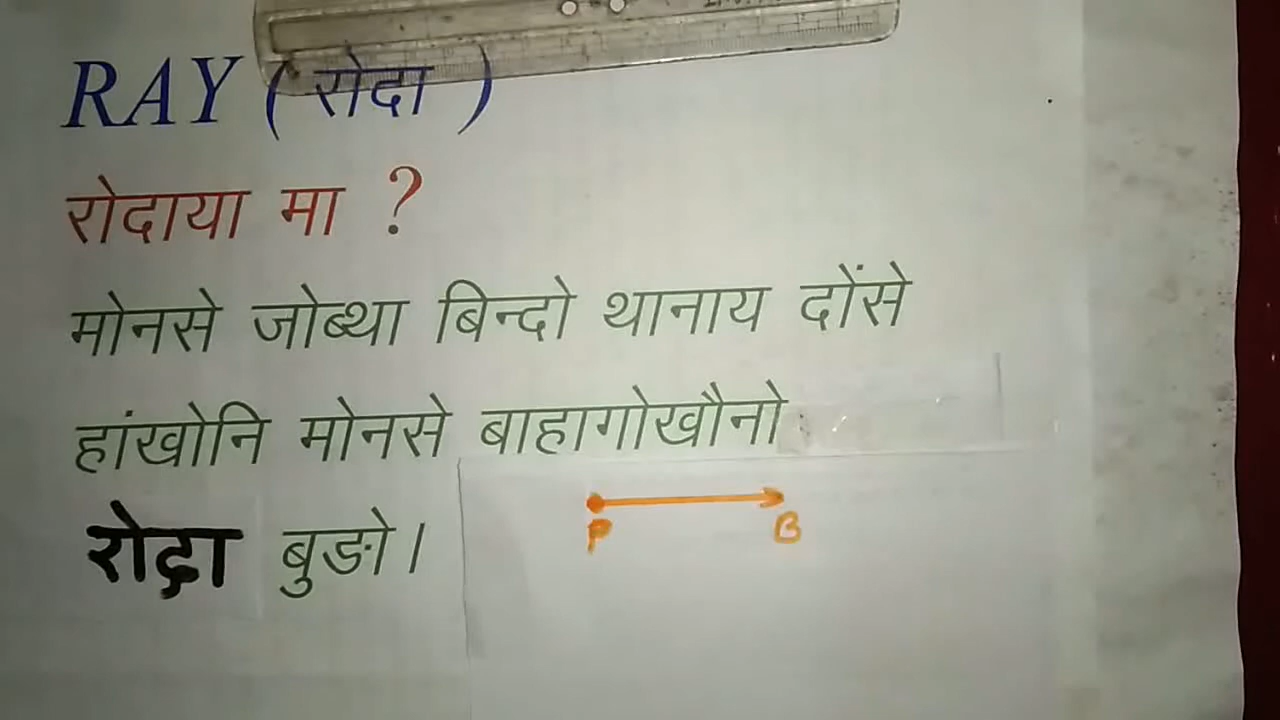 RAY ( रोदा )
रोदाया मा ?
मोनसे जोब्था बिन्दो थानाय दोंसे
हांखोनि मोनसे बाहागोखौनो
रोदा बुङो।
P B